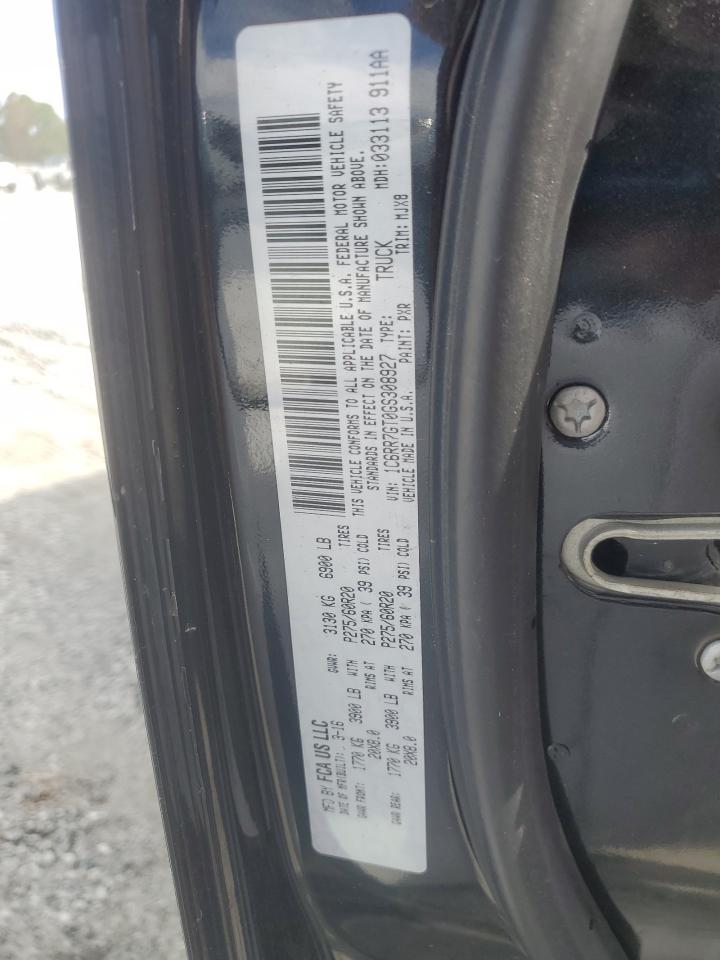 MFD BY FCA US LLC
DATE OF MFR(BUILT): 3-16 GVWR: 3130 KG 6900 LB
GAWR FRONT: 1770 KG 3900 LB WITH P275/60R20 TIRES
20X8.0 RIMS AT 270 KPA ( 39 PSI) COLD
GAWR REAR: 1770 KG 3900 LB WITH P275/60R20 TIRES
20X8.0 RIMS AT 270 KPA ( 39 PSI) COLD
THIS VEHICLE CONFORMS TO ALL APPLICABLE U.S.A. FEDERAL MOTOR VEHICLE SAFETY
STANDARDS IN EFFECT ON THE DATE OF MANUFACTURE SHOWN ABOVE.
VIN: 1C6RR7GT0GS308927 TYPE: TRUCK MDH:033113 911AA
VEHICLE MADE IN U.S.A. PAINT: PXR TRIM: MJX8